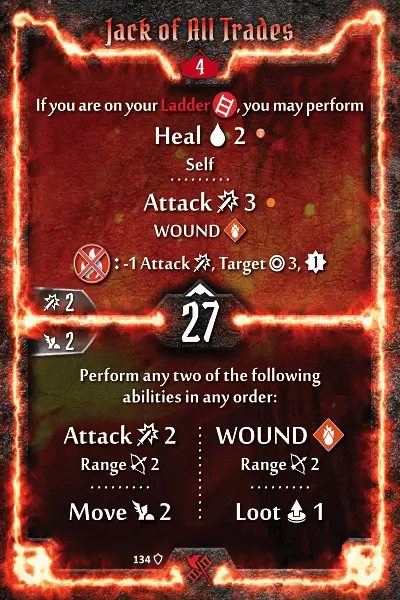 Jack of All Trades
4
If you are on your Ladder, you may perform
Heal 2
Self
Attack 3
WOUND
: -1 Attack, Target 3,
2
27
2
Perform any two of the following
abilities in any order:
Attack 2 WOUND
Range 2 Range 2
Move 2 Loot 1
134